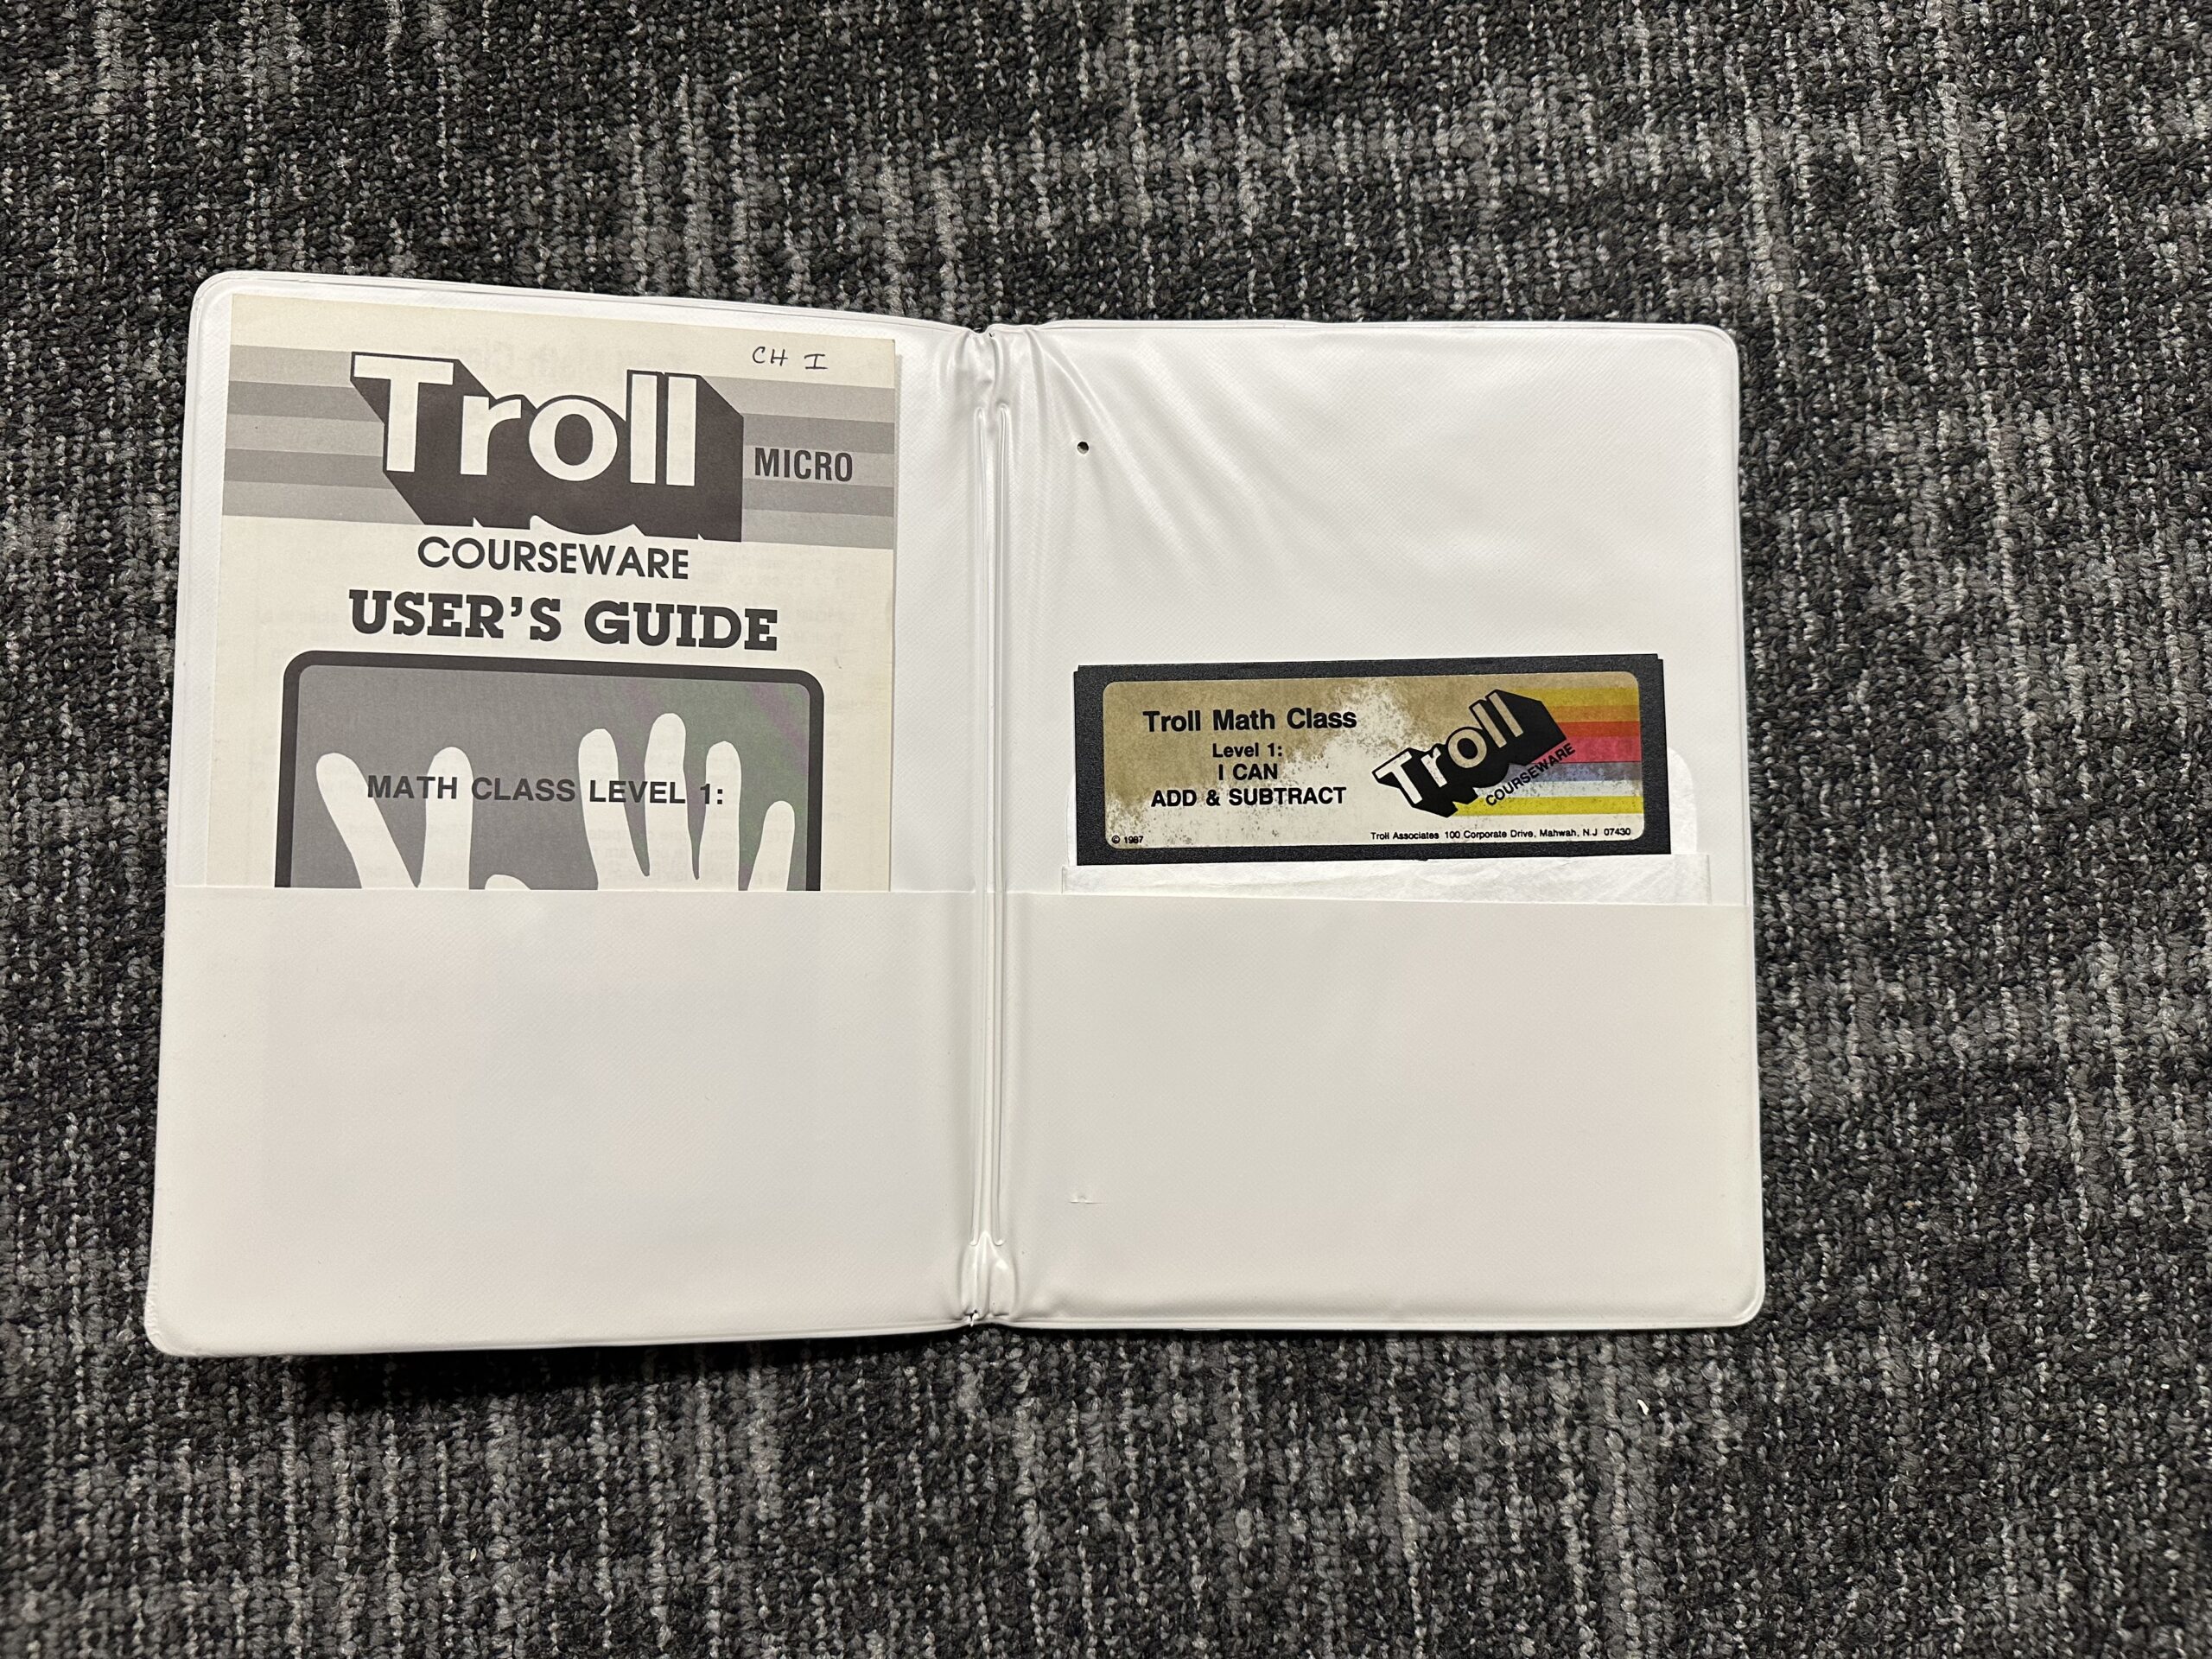 CH I
Troll MICRO
COURSEWARE
USER'S GUIDE
MATH CLASS LEVEL 1:
Troll Math Class
Level 1:
I CAN
ADD & SUBTRACT
Troll
COURSEWARE
© 1987
Troll Associates 100 Corporate Drive, Mahwah, N.J 07430